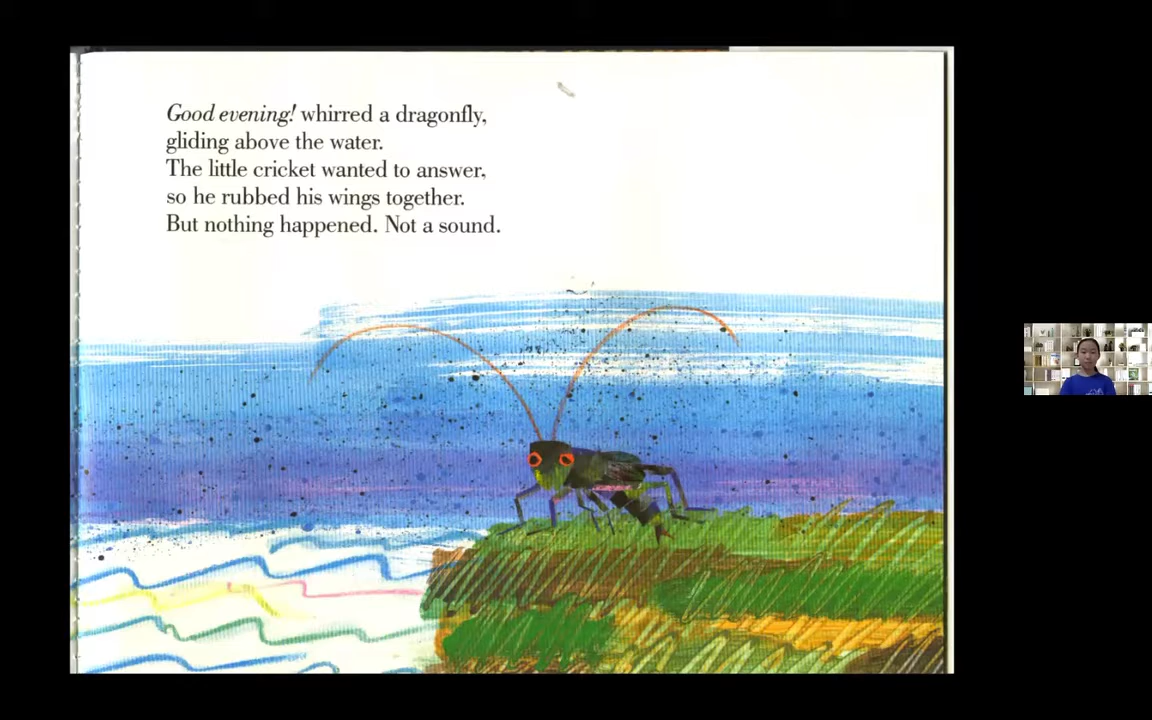 Good evening! whirred a dragonfly,
gliding above the water.
The little cricket wanted to answer,
so he rubbed his wings together.
But nothing happened. Not a sound.